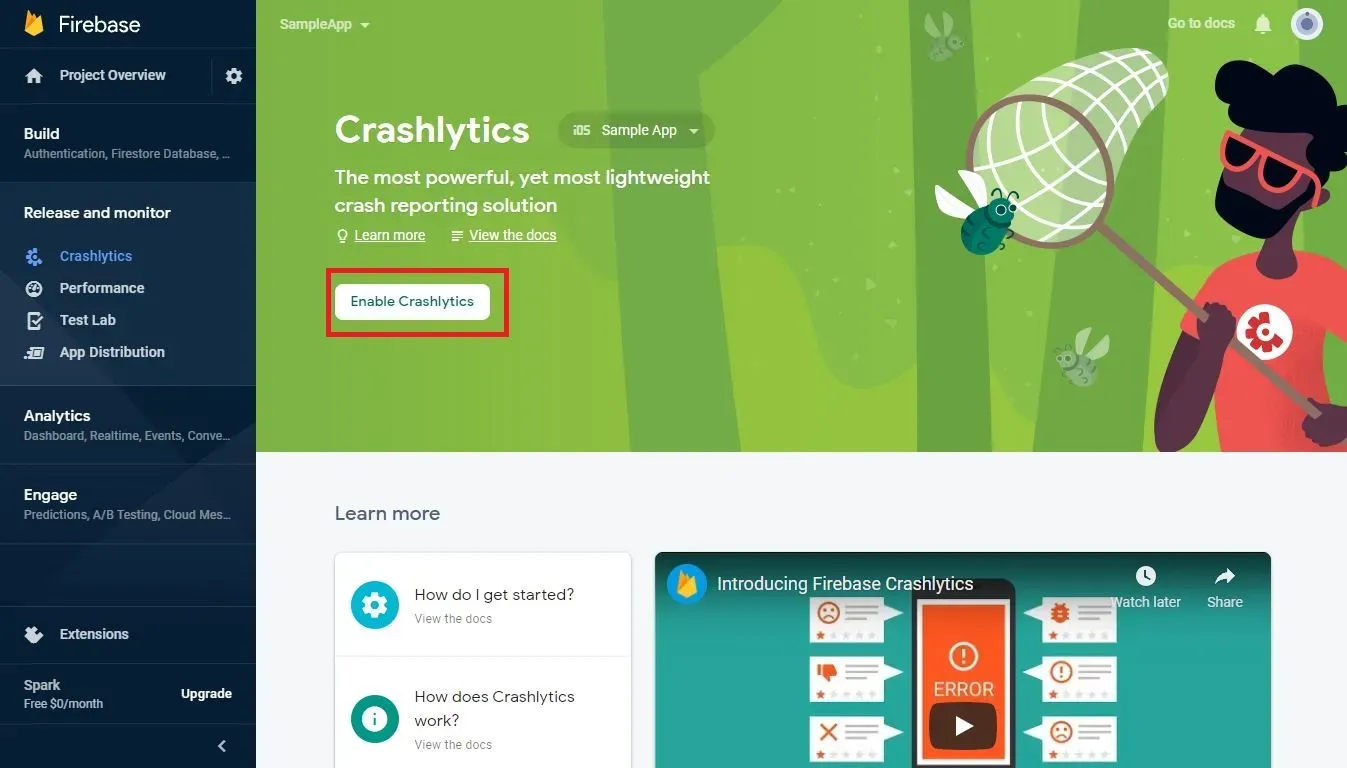 Firebase
Project Overview
Build
Authentication, Firestore Database, ...
Release and monitor
Crashlytics
Performance
Test Lab
App Distribution
Analytics
Dashboard, Realtime, Events, Conve...
Engage
Predictions, A/B Testing, Cloud Mes...
Extensions
Spark
Free $0/month
Upgrade
SampleApp
Go to docs
Crashlytics
iOS Sample App
The most powerful, yet most lightweight
crash reporting solution
Learn more View the docs
Enable Crashlytics
Learn more
How do I get started?
View the docs
How does Crashlytics
work?
View the docs
Introducing Firebase Crashlytics
Watch later
Share
ERROR